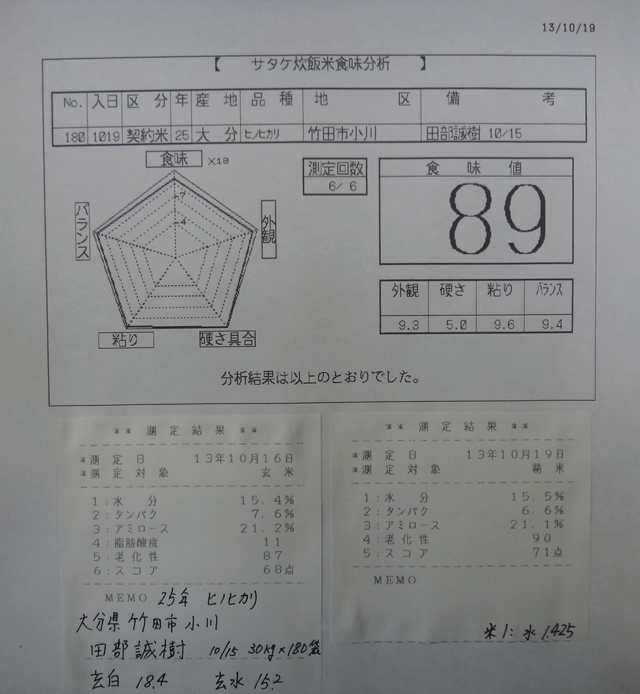 13/10/19
【 サタケ炊飯米食味分析 】
No. 入日 区分 年 産地 品種 地区 備考
180 1019 契約米 25 大分 ヒノヒカリ 竹田市小川 田部誠樹 10/15
食味 ×10
測定回数
6/ 6
食味値
89
7
4
バランス
外観
粘り
硬さ具合
外観 硬さ 粘り バランス
9.3 5.0 9.6 9.4
分析結果は以上のとおりでした。
** 測定結果 **
*測定日 13年10月16日
*測定対象 玄米
1:水分 15.4%
2:タンパク 7.6%
3:アミロース 21.2%
4:脂肪酸度 11
5:老化性 87
6:スコア 68点
MEMO 25年 ヒノヒカリ
大分県竹田市小川
田部誠樹 10/15 30kg×180袋
玄白 18.4 玄水 15.2
** 測定結果 **
*測定日 13年10月19日
*測定対象 精米
1:水分 15.5%
2:タンパク 6.6%
3:アミロース 21.1%
4:老化性 90
5:スコア 71点
MEMO
米1:水1.425